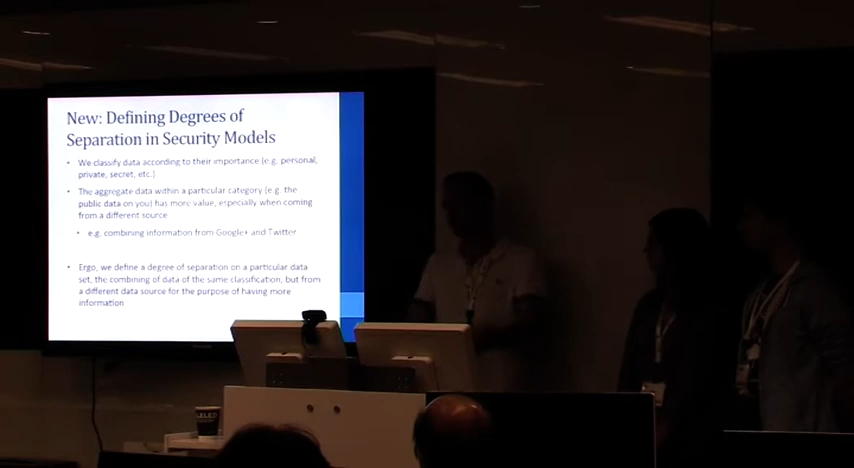 New: Defining Degrees of
Separation in Security Models
• We classify data according to their importance (e.g. personal,
private, secret, etc.)
• The aggregate data within a particular category (e.g. the
public data on you) has more value, especially when coming
from a different source
• e.g. combining information from Google+ and Twitter
• Ergo, we define a degree of separation on a particular data
set, the combining of data of the same classification, but from
a different data source for the purpose of having more
information